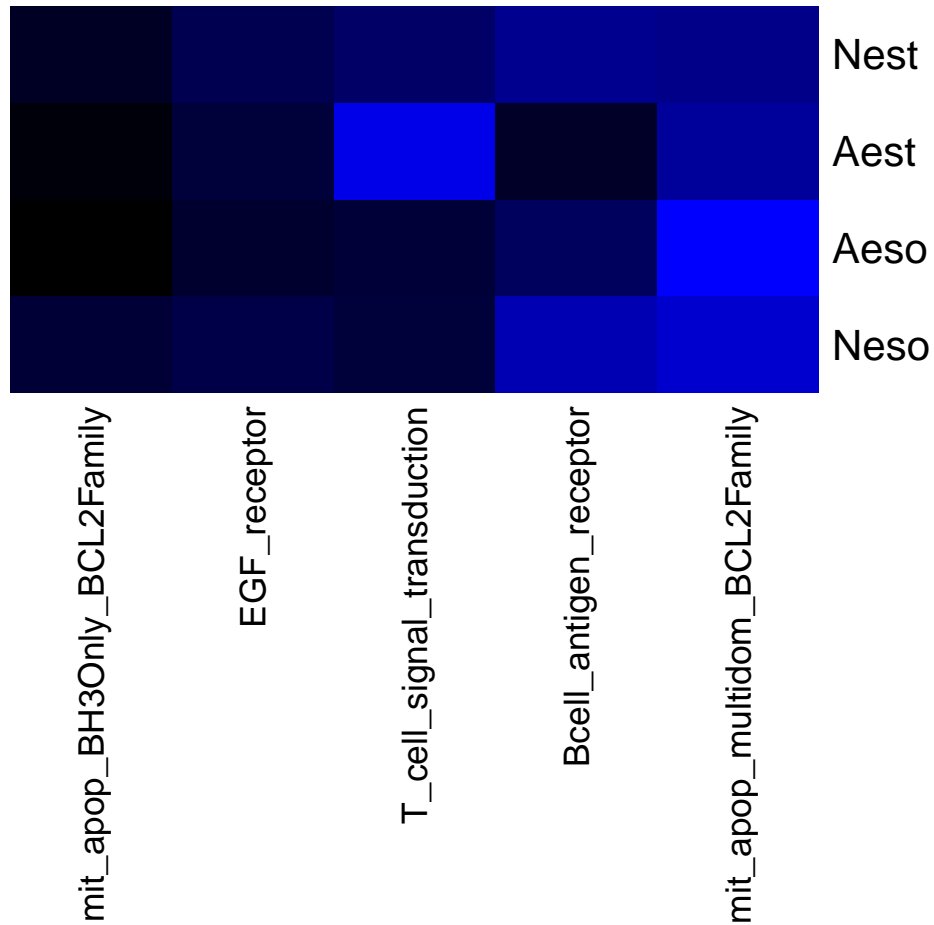 Nest
Aest
Aeso
Neso
mit_apop_BH3Only_BCL2Family
EGF_receptor
T_cell_signal_transduction
Bcell_antigen_receptor
mit_apop_multidom_BCL2Family